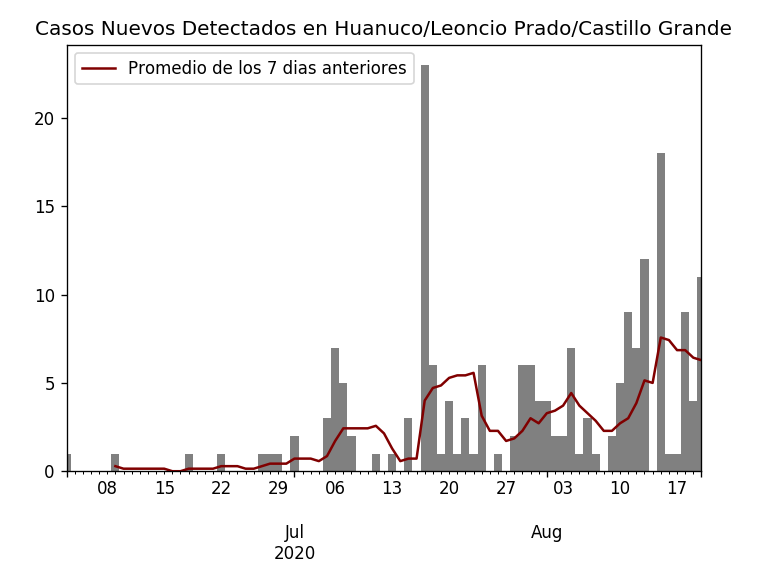 Casos Nuevos Detectados en Huanuco/Leoncio Prado/Castillo Grande
Promedio de los 7 dias anteriores
20
15
10
5
0
08 15 22 29 06 13 20 27 03 10 17
Jul Aug
2020